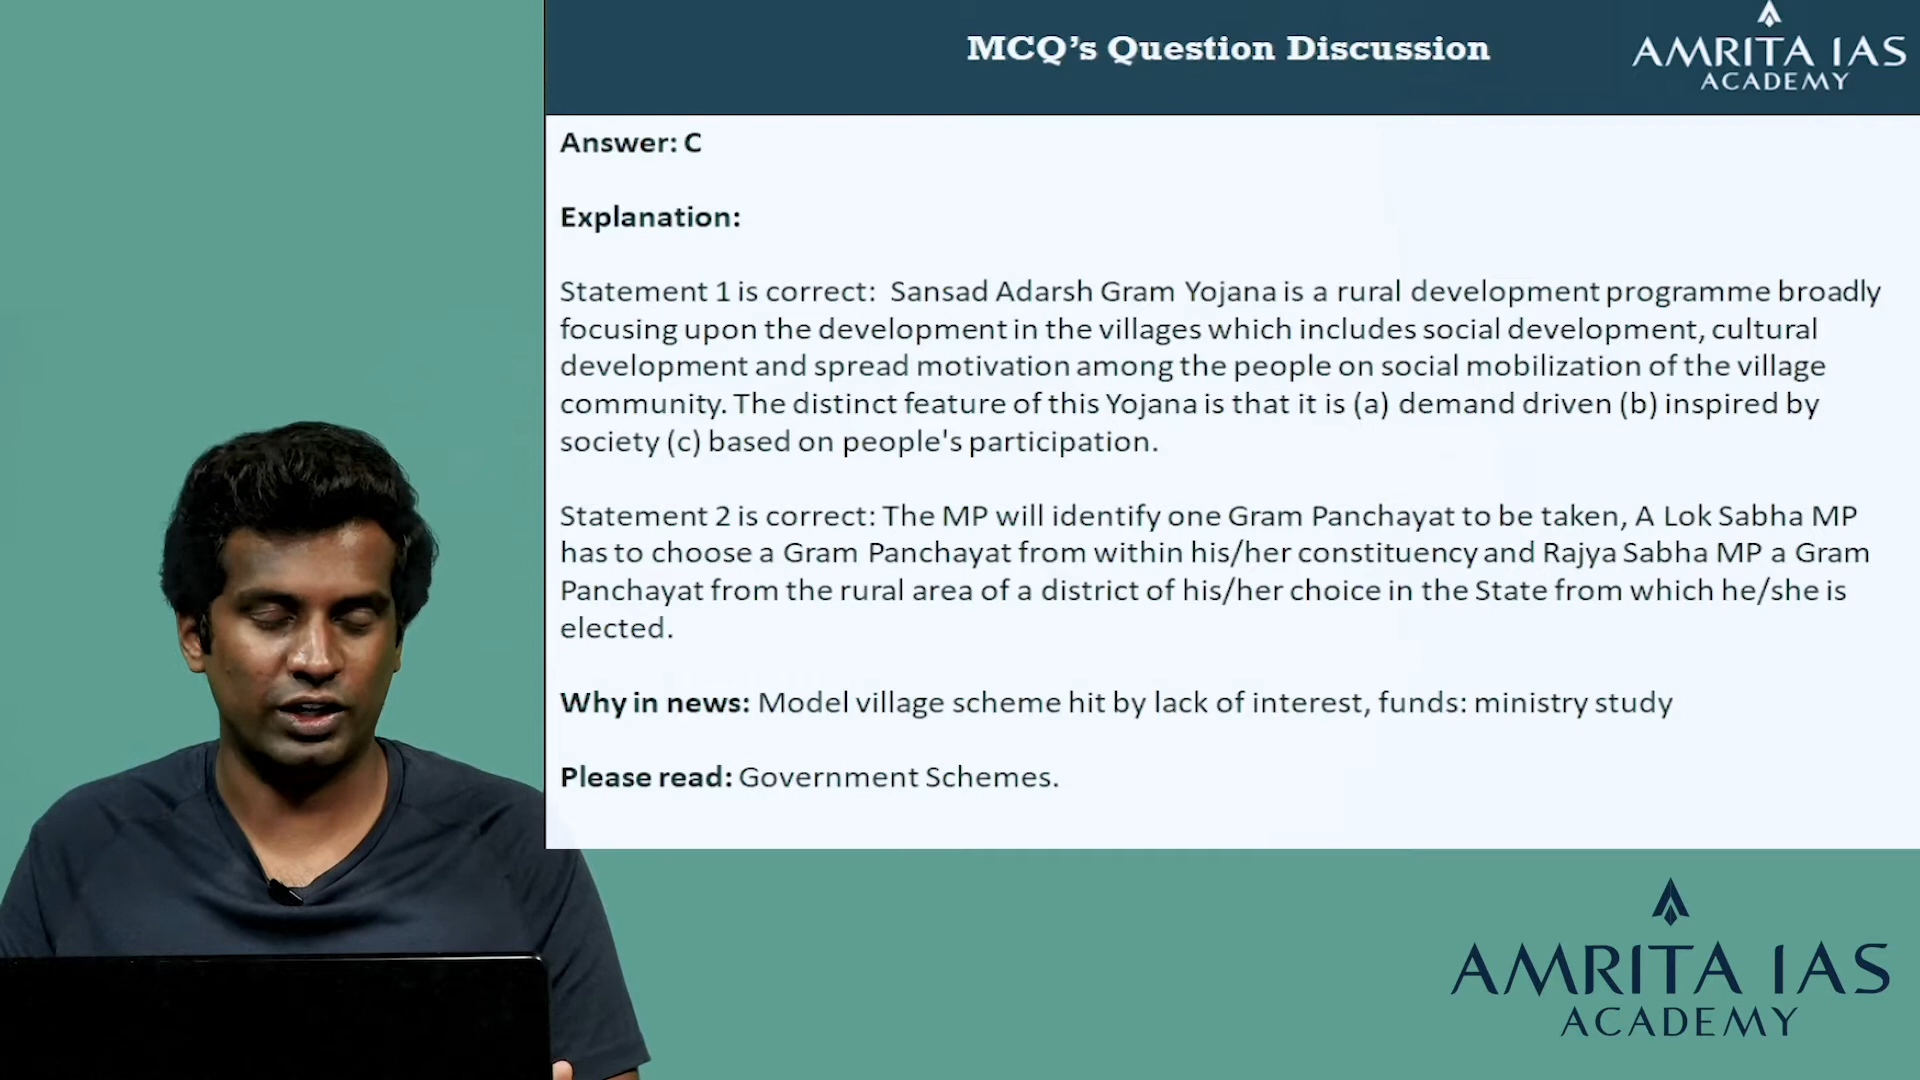 MCQ’s Question Discussion
AMRITA IAS
ACADEMY
Answer: C
Explanation:
Statement 1 is correct: Sansad Adarsh Gram Yojana is a rural development programme broadly
focusing upon the development in the villages which includes social development, cultural
development and spread motivation among the people on social mobilization of the village
community. The distinct feature of this Yojana is that it is (a) demand driven (b) inspired by
society (c) based on people's participation.
Statement 2 is correct: The MP will identify one Gram Panchayat to be taken, A Lok Sabha MP
has to choose a Gram Panchayat from within his/her constituency and Rajya Sabha MP a Gram
Panchayat from the rural area of a district of his/her choice in the State from which he/she is
elected.
Why in news: Model village scheme hit by lack of interest, funds: ministry study
Please read: Government Schemes.
AMRITA IAS
ACADEMY